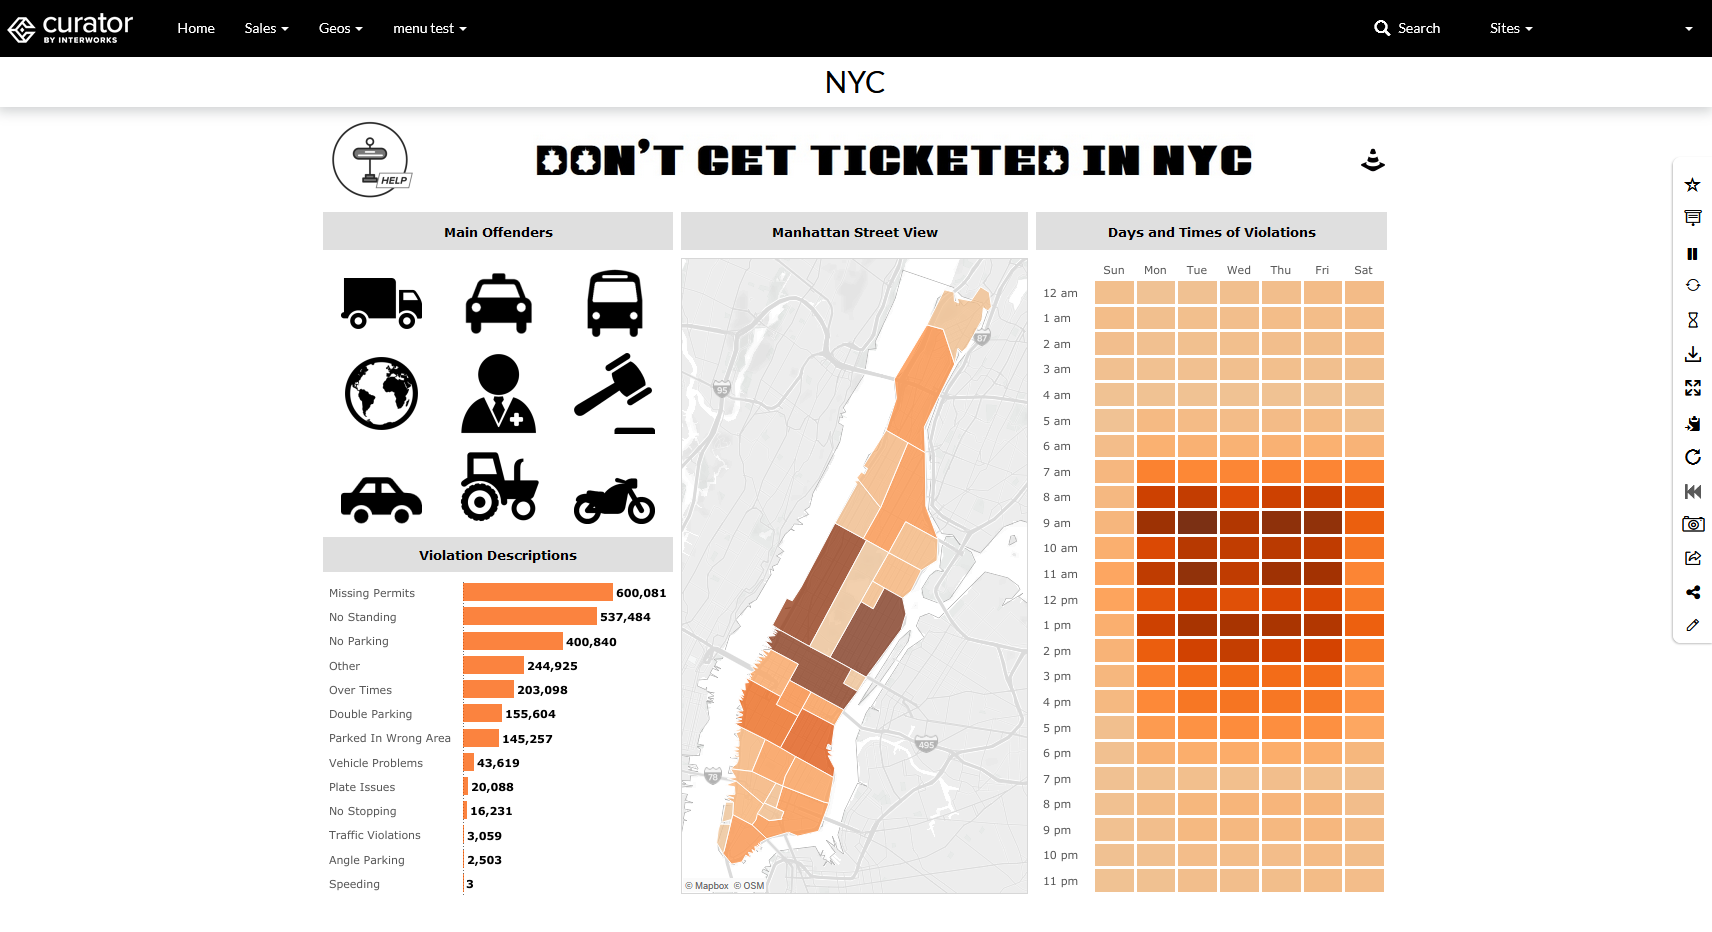 curator
BY INTERWORKS
Home Sales Geos menu test Search Sites
NYC
HELP
DON'T GET TICKETED IN NYC
Main Offenders
Manhattan Street View
Days and Times of Violations
Sun Mon Tue Wed Thu Fri Sat
12 am
1 am
2 am
3 am
4 am
5 am
6 am
7 am
8 am
9 am
10 am
11 am
12 pm
1 pm
2 pm
3 pm
4 pm
5 pm
6 pm
7 pm
8 pm
9 pm
10 pm
11 pm
87
95
495
78
© Mapbox © OSM
Violation Descriptions
Missing Permits 600,081
No Standing 537,484
No Parking 400,840
Other 244,925
Over Times 203,098
Double Parking 155,604
Parked In Wrong Area 145,257
Vehicle Problems 43,619
Plate Issues 20,088
No Stopping 16,231
Traffic Violations 3,059
Angle Parking 2,503
Speeding 3